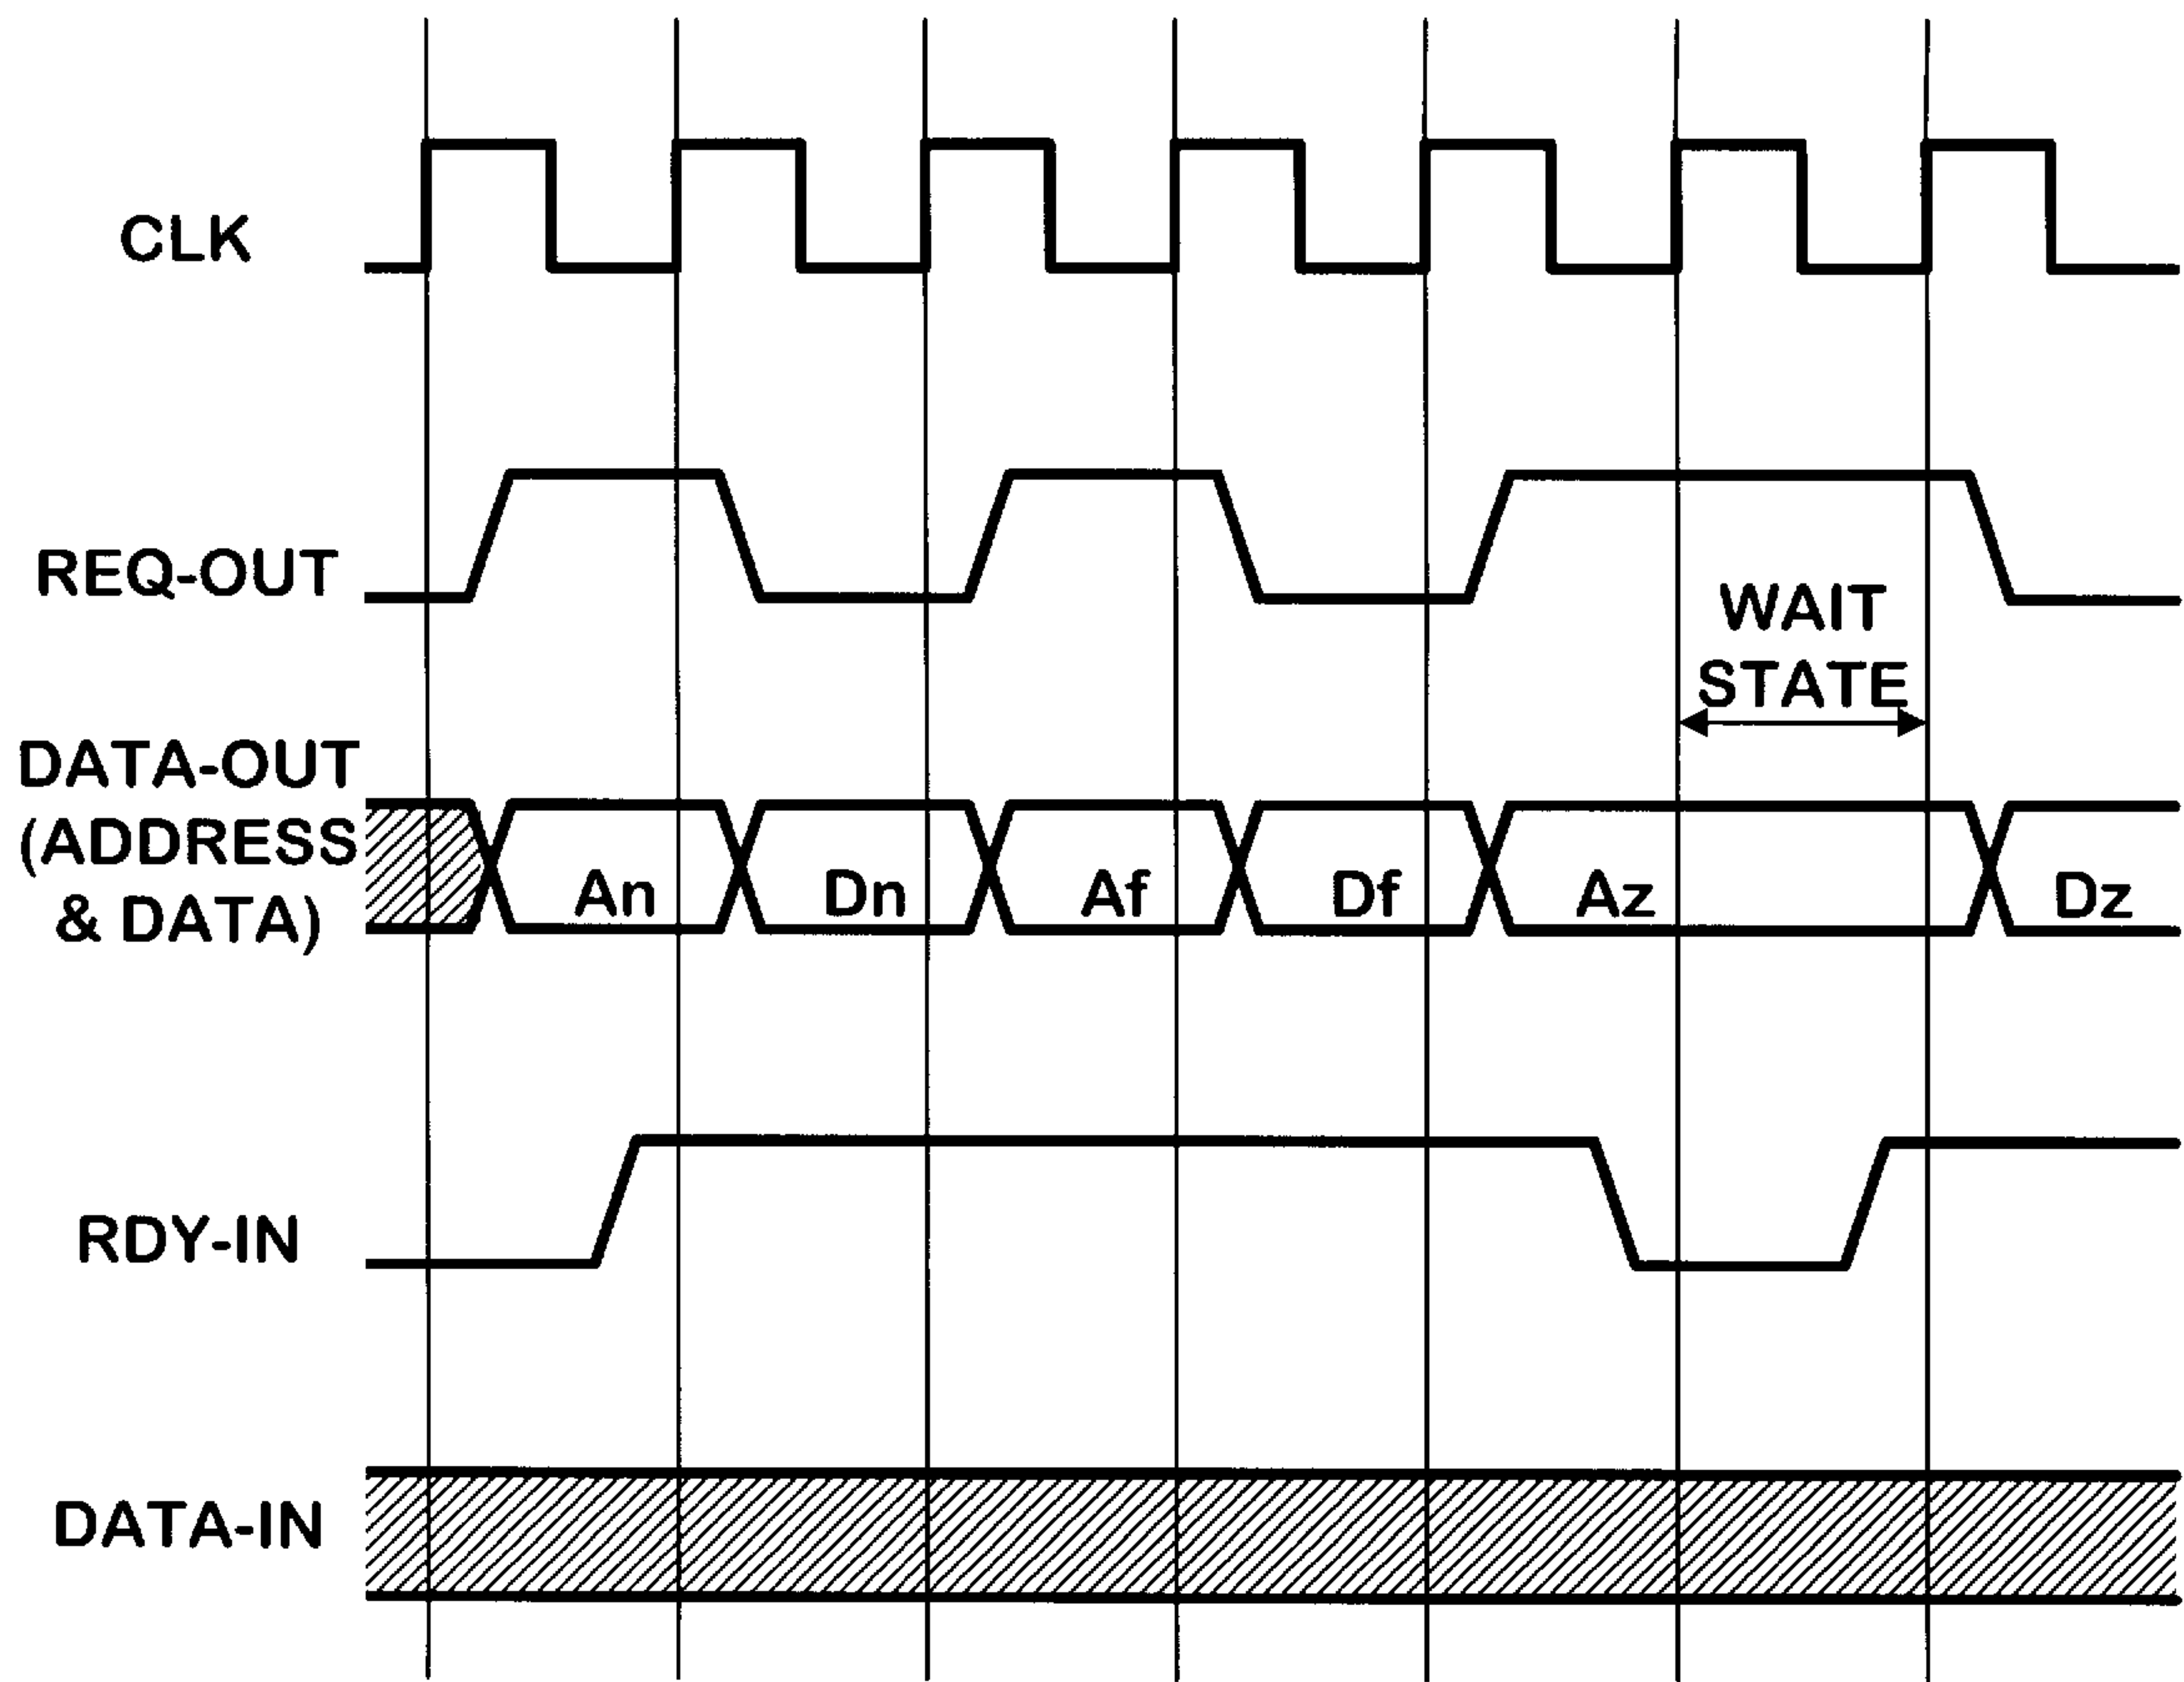 CLK
REQ-OUT
WAIT
STATE
DATA-OUT
(ADDRESS
& DATA)
An
Dn
Af
Df
Az
Dz
RDY-IN
DATA-IN